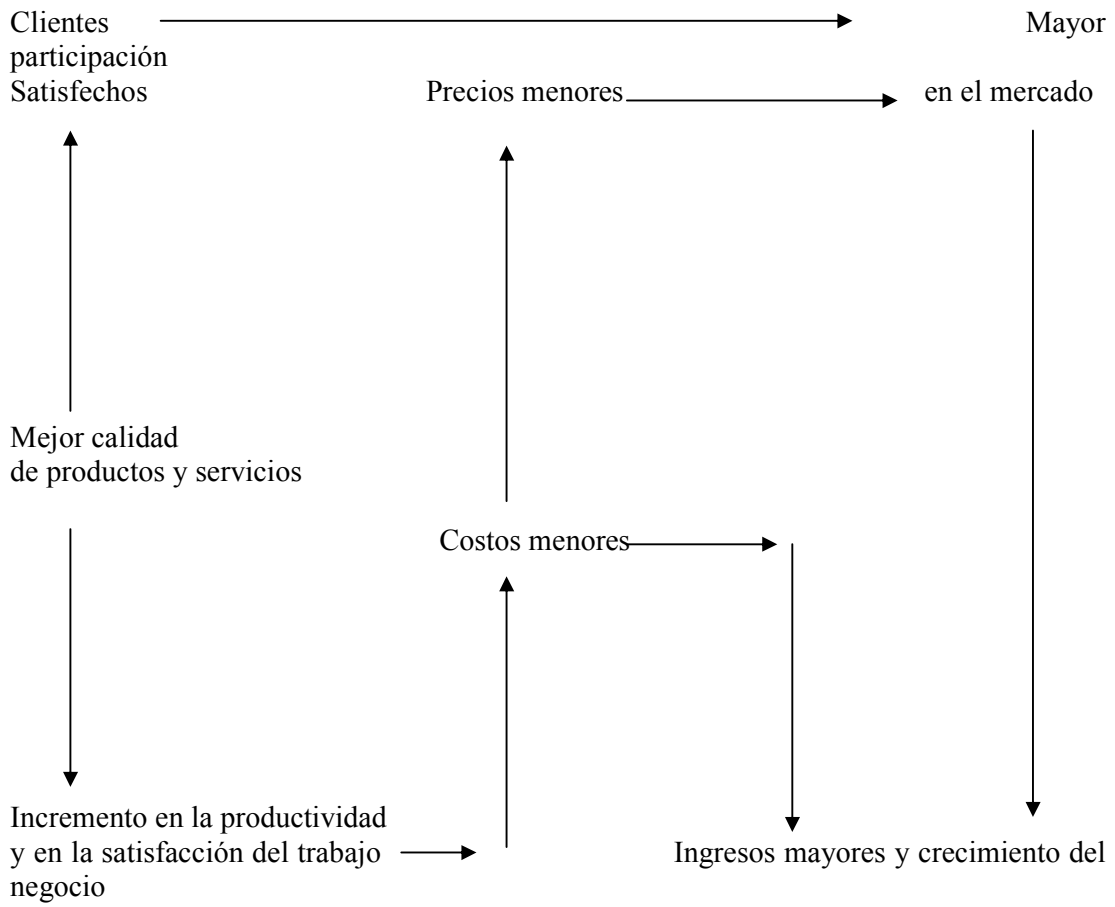 Clientes Mayor
participación
Satisfechos Precios menores en el mercado
Mejor calidad
de productos y servicios
Costos menores
Incremento en la productividad
y en la satisfacción del trabajo Ingresos mayores y crecimiento del
negocio